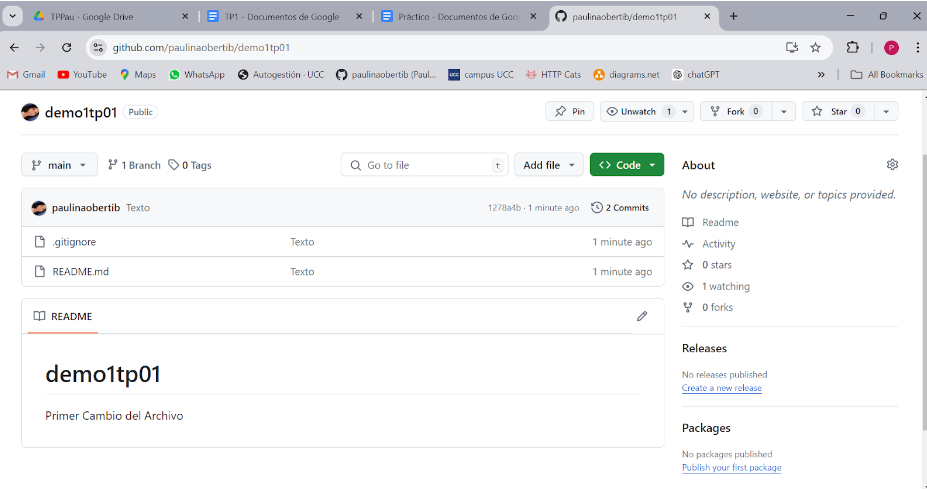 TPPau - Google Drive
TP1 - Documentos de Google
Práctico - Documentos de Goo
paulinaobertib/demo1tp01
github.com/paulinaobertib/demo1tp01
P
Gmail
YouTube
Maps
WhatsApp
Autogestión · UCC
paulinaobertib (Paul...
UCC
campus UCC
HTTP Cats
diagrams.net
chatGPT
»
All Bookmarks
demo1tp01
Public
Pin
Unwatch 1
Fork 0
Star 0
main
1 Branch
0 Tags
Go to file
t
Add file
<> Code
About
No description, website, or topics provided.
paulinaobertib Texto
1278a4b · 1 minute ago
2 Commits
.gitignore
Texto
1 minute ago
README.md
Texto
1 minute ago
Readme
Activity
0 stars
1 watching
0 forks
README
demo1tp01
Primer Cambio del Archivo
Releases
No releases published
Create a new release
Packages
No packages published
Publish your first package